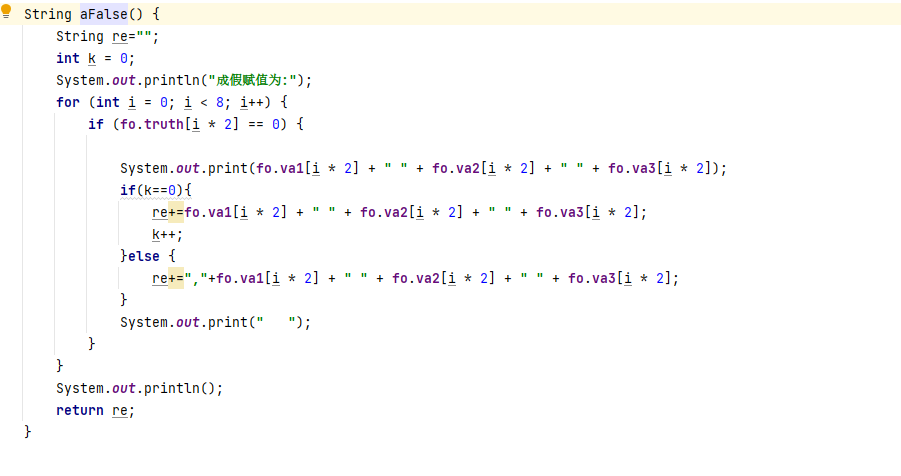 String aFalse() {
String re="";
int k = 0;
System.out.println("成假赋值为:");
for (int i = 0; i < 8; i++) {
if (fo.truth[i * 2] == 0) {
System.out.print(fo.va1[i * 2] + " " + fo.va2[i * 2] + " " + fo.va3[i * 2]);
if(k==0){
re+=fo.va1[i * 2] + " " + fo.va2[i * 2] + " " + fo.va3[i * 2];
k++;
}else {
re+=","+fo.va1[i * 2] + " " + fo.va2[i * 2] + " " + fo.va3[i * 2];
}
System.out.print("   ");
}
}
System.out.println();
return re;
}